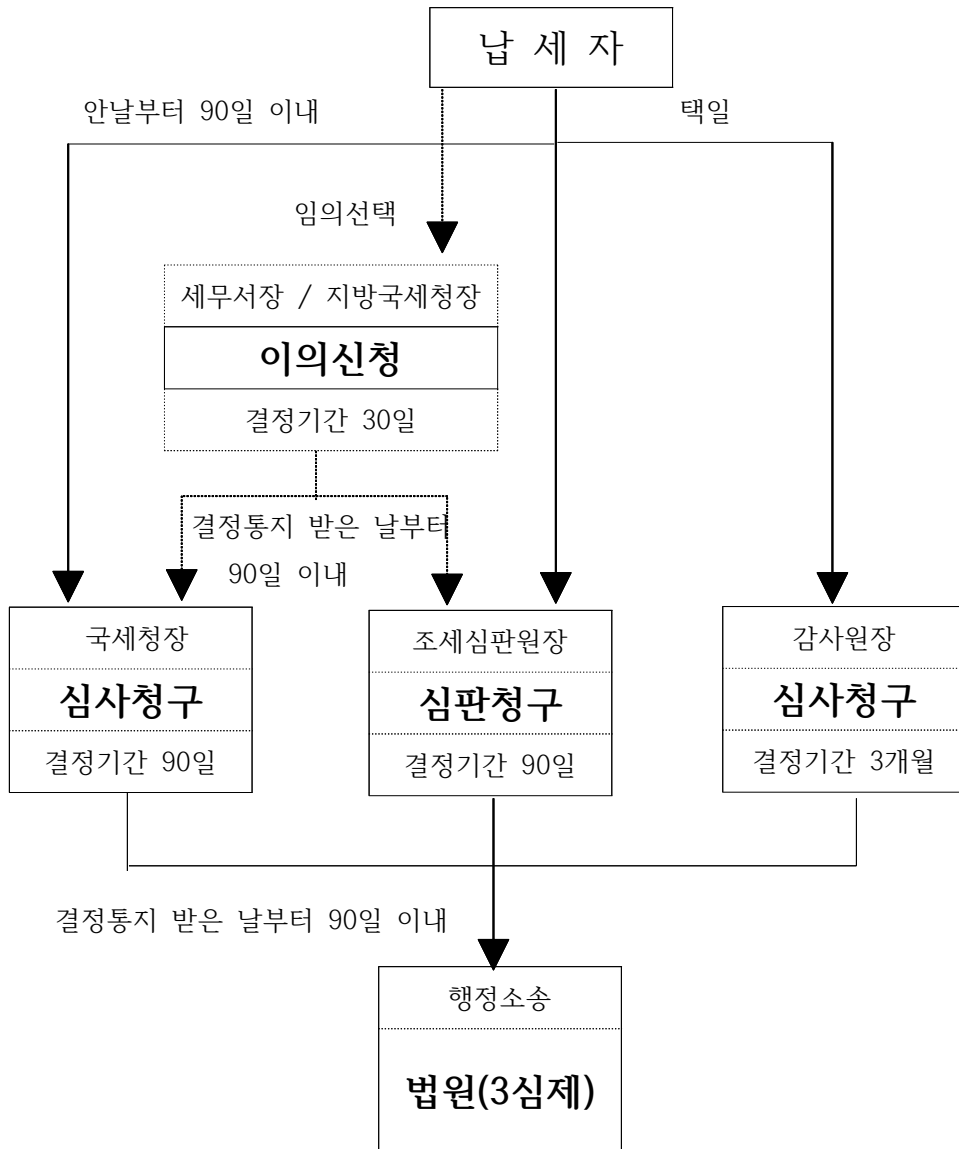 납 세 자
안날부터 90일 이내
택일
임의선택
세무서장 / 지방국세청장
이의신청
결정기간 30일
결정통지 받은 날부터
90일 이내
국세청장
심사청구
결정기간 90일
조세심판원장
심판청구
결정기간 90일
감사원장
심사청구
결정기간 3개월
결정통지 받은 날부터 90일 이내
행정소송
법원(3심제)